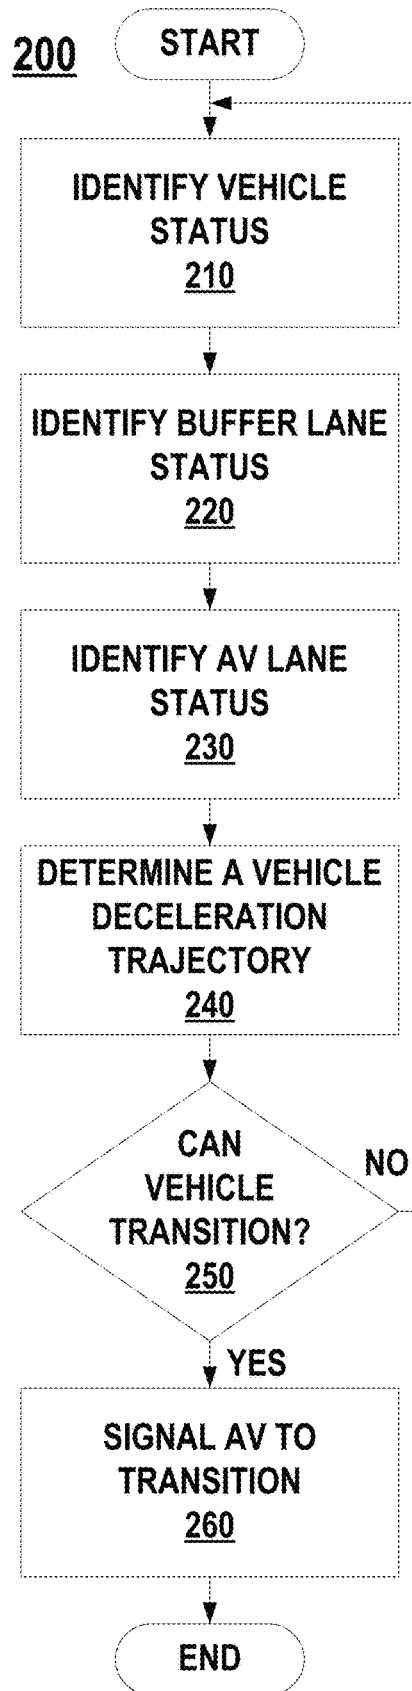 200
START
IDENTIFY VEHICLE
STATUS
210
IDENTIFY BUFFER LANE
STATUS
220
IDENTIFY AV LANE
STATUS
230
DETERMINE A VEHICLE
DECELERATION
TRAJECTORY
240
CAN
VEHICLE
TRANSITION?
250
NO
YES
SIGNAL AV TO
TRANSITION
260
END